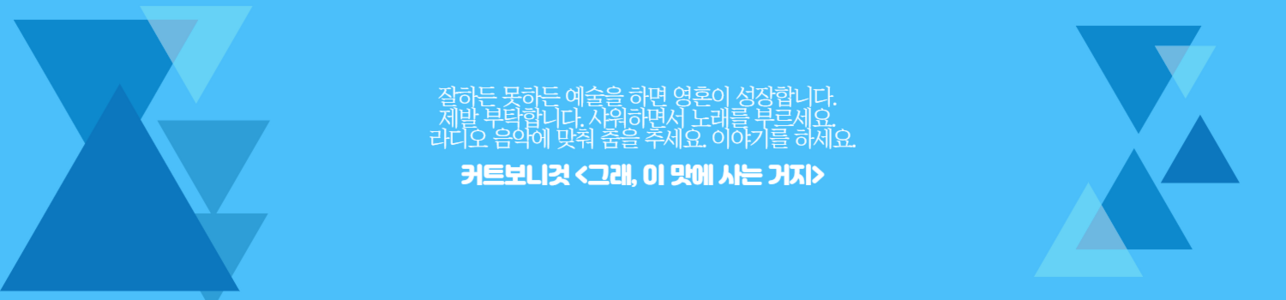 잘하든 못하든 예술을 하면 영혼이 성장합니다.
제발 부탁합니다. 샤워하면서 노래를 부르세요.
라디오 음악에 맞춰 춤을 추세요. 이야기를 하세요.
커트보니것 <그래, 이 맛에 사는 거지>